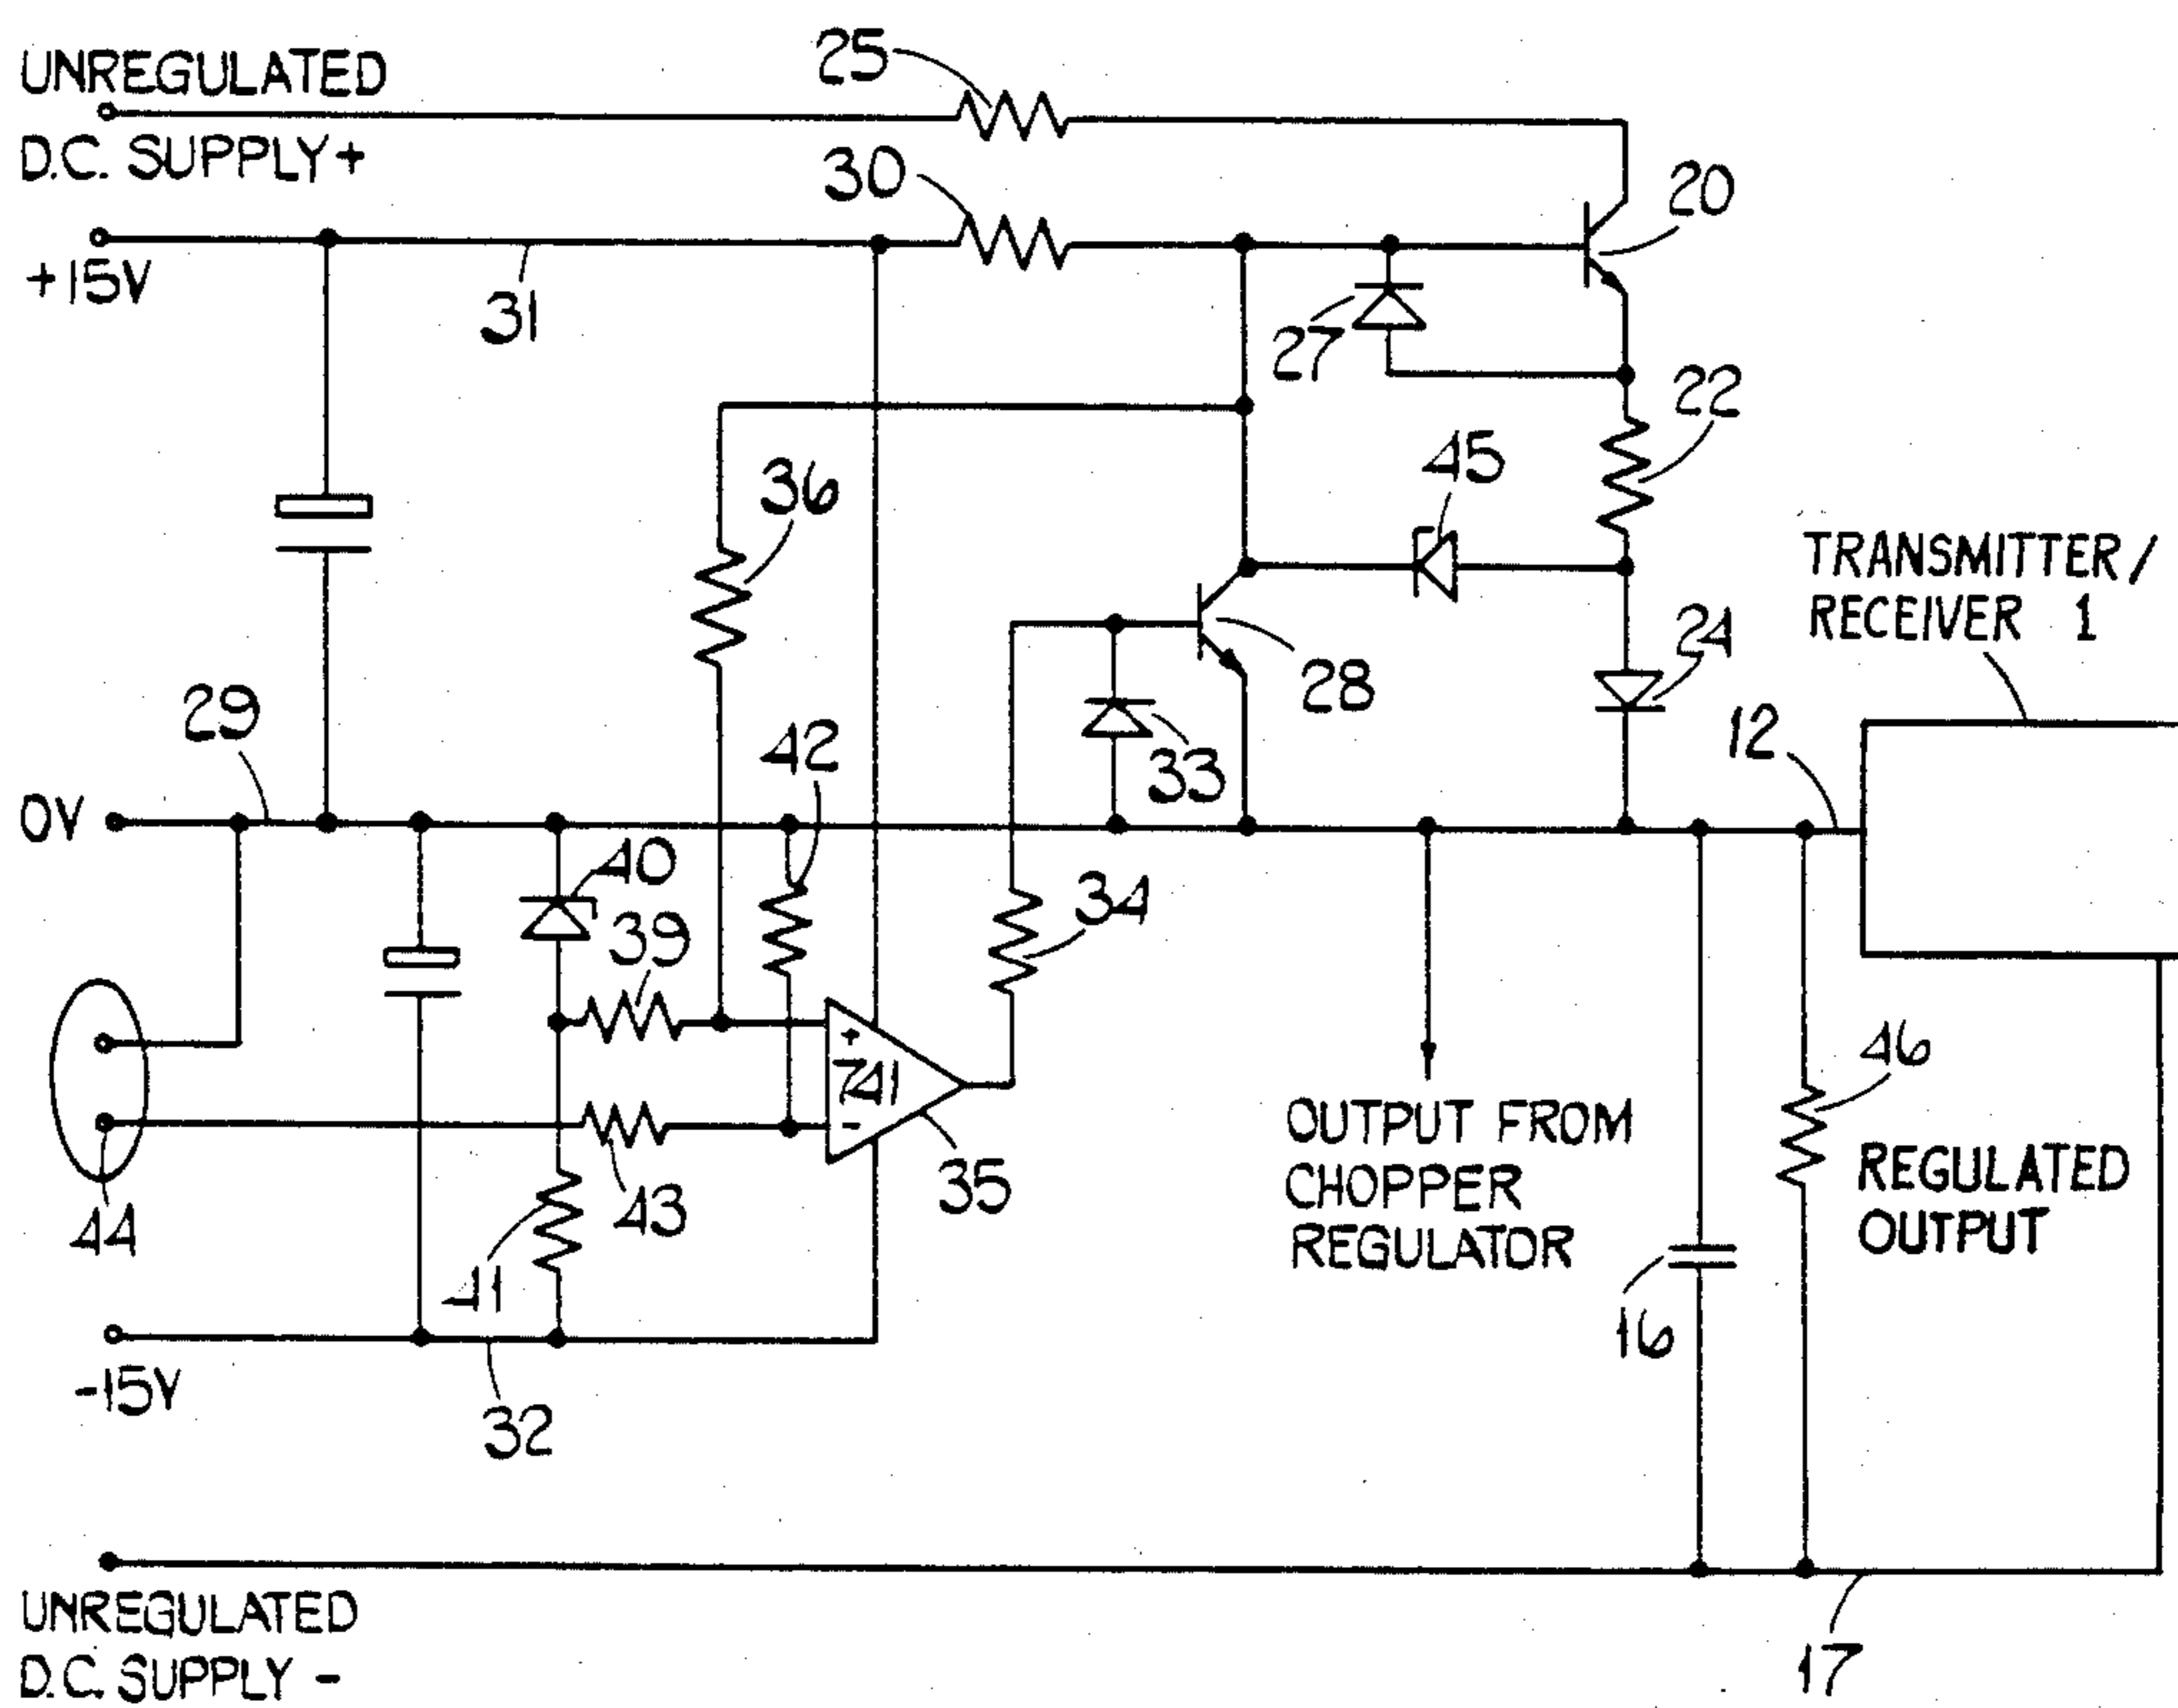 UNREGULATED
D.C. SUPPLY+
25
30
20
+15V
31
27
22
36
45
TRANSMITTER/
RECEIVER 1
24
28
29
42
33
12
0V
40
39
34
+
741
-
46
OUTPUT FROM
CHOPPER
REGULATOR
REGULATED
OUTPUT
35
43
44
41
16
-15V
32
UNREGULATED
D.C. SUPPLY -
17